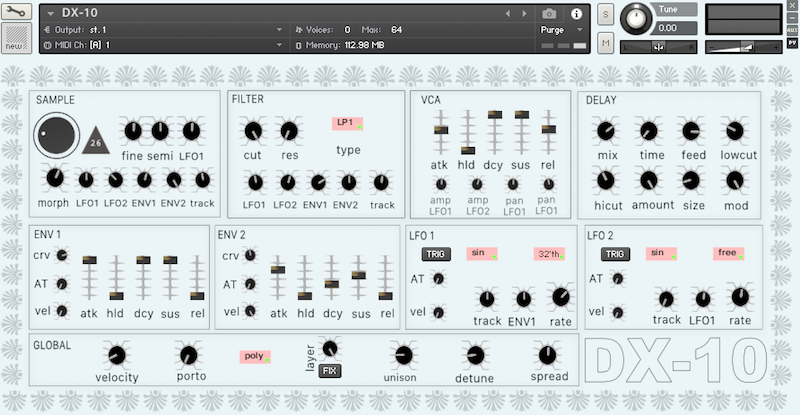 DX-10
Output: st. 1
Voices: 0 Max: 64
Purge
MIDI Ch: [A] 1
Memory: 112.98 MB
new
S
M
Tune
0.00
L R
AUX
PV
SAMPLE
26
fine semi LFO1
morph LFO1 LFO2 ENV1 ENV2 track
FILTER
LP1
cut res type
LFO1 LFO2 ENV1 ENV2 track
VCA
atk hld dcy sus rel
amp LFO1
amp LFO2
pan LFO1
pan LFO1
DELAY
mix time feed lowcut
hicut amount size mod
ENV 1
crv
AT
vel
atk hld dcy sus rel
ENV 2
crv
AT
vel
atk hld dcy sus rel
LFO 1
TRIG sin 32'th
AT
vel
track ENV1 rate
LFO 2
TRIG sin free
AT
vel
track LFO1 rate
GLOBAL
velocity porto
poly
layer
FIX
unison detune spread
DX-10